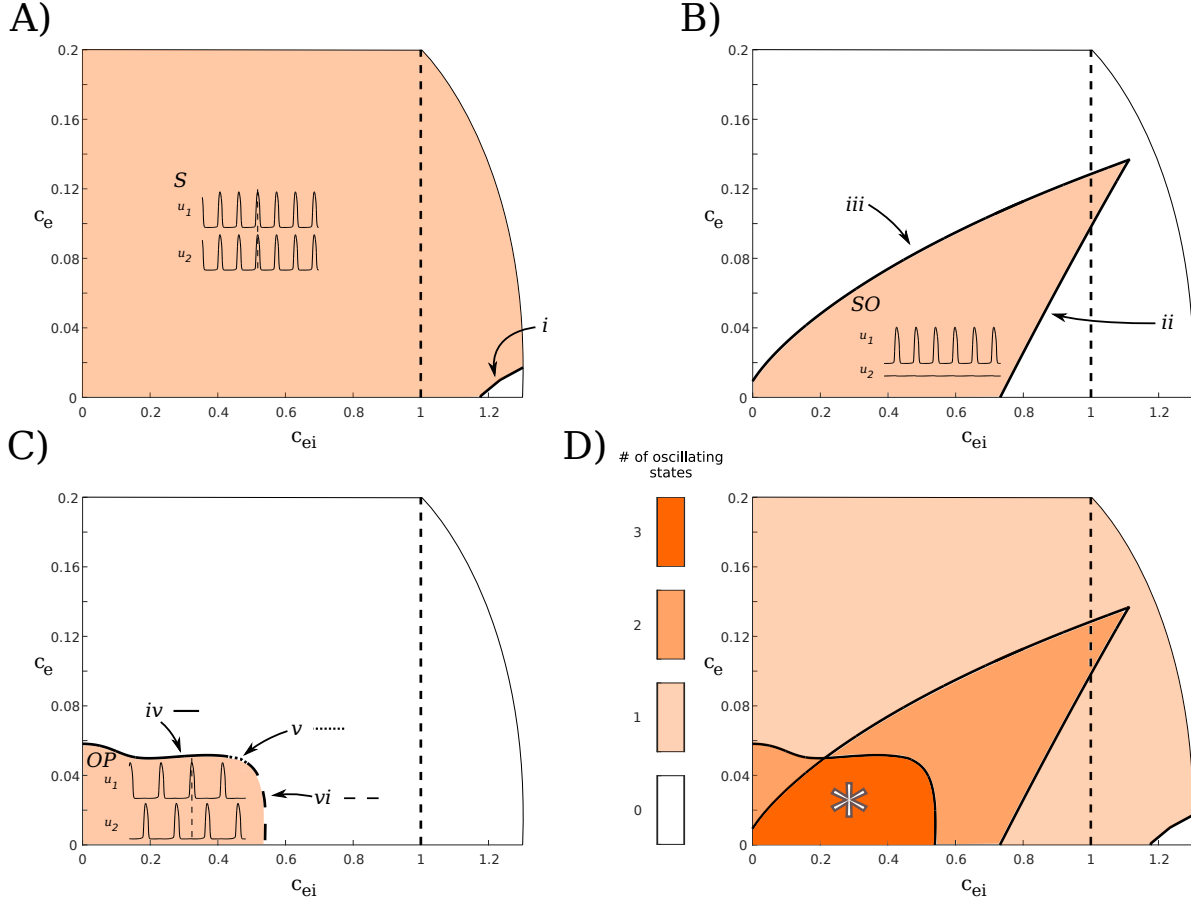 A)
0.2
0.16
0.12
c_e
0.08
0.04
0
S
u_1
u_2
i
0 0.2 0.4 0.6 0.8 1 1.2
c_ei
B)
0.2
0.16
0.12
c_e
0.08
0.04
0
iii
SO
u_1
u_2
ii
0 0.2 0.4 0.6 0.8 1 1.2
c_ei
C)
0.2
0.16
0.12
c_e
0.08
0.04
0
iv
v
OP
u_1
vi
u_2
0 0.2 0.4 0.6 0.8 1 1.2
c_ei
D)
# of oscillating
states
3
2
1
0
0.2
0.16
0.12
c_e
0.08
0.04
0
*
0 0.2 0.4 0.6 0.8 1 1.2
c_ei